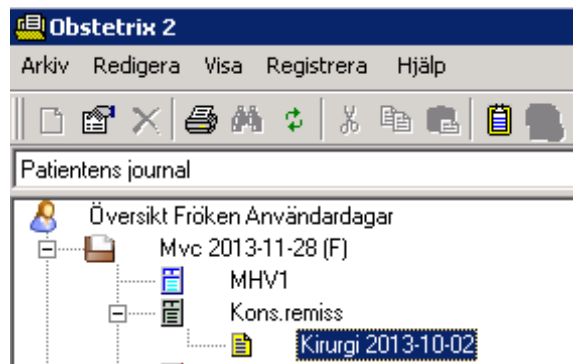 Obstetrix 2
Arkiv Redigera Visa Registrera Hjälp
Patientens journal
Översikt Fröken Användardagar
Mvc 2013-11-28 (F)
MHV1
Kons.remiss
Kirurgi 2013-10-02